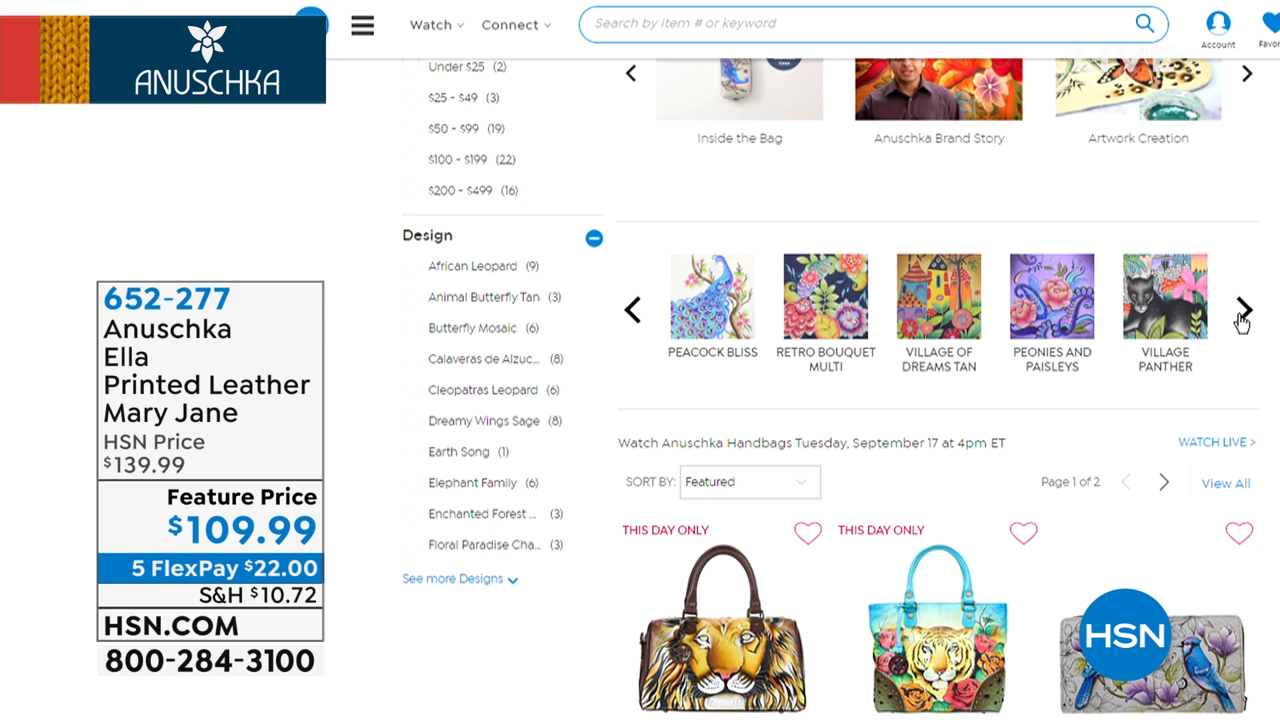 ANUSCHKA
Watch
Connect
Search by item # or keyword
Account
Under $25 (2)
$25 - $49 (3)
$50 - $99 (19)
$100 - $199 (22)
$200 - $499 (16)
Inside the Bag
Anuschka Brand Story
Artwork Creation
Design
African Leopard (9)
Animal Butterfly Tan (3)
Butterfly Mosaic (6)
Calaveras de Alzuc... (8)
Cleopatras Leopard (6)
Dreamy Wings Sage (8)
Earth Song (1)
Elephant Family (6)
Enchanted Forest ... (3)
Floral Paradise Cha... (3)
See more Designs
PEACOCK BLISS
RETRO BOUQUET
MULTI
VILLAGE OF
DREAMS TAN
PEONIES AND
PAISLEYS
VILLAGE
PANTHER
Watch Anuschka Handbags Tuesday, September 17 at 4pm ET
WATCH LIVE >
SORT BY: Featured
Page 1 of 2
View All
THIS DAY ONLY
THIS DAY ONLY
652-277
Anuschka
Ella
Printed Leather
Mary Jane
HSN Price
$139.99
Feature Price
$109.99
5 FlexPay $22.00
S&H $10.72
HSN.COM
800-284-3100
HSN